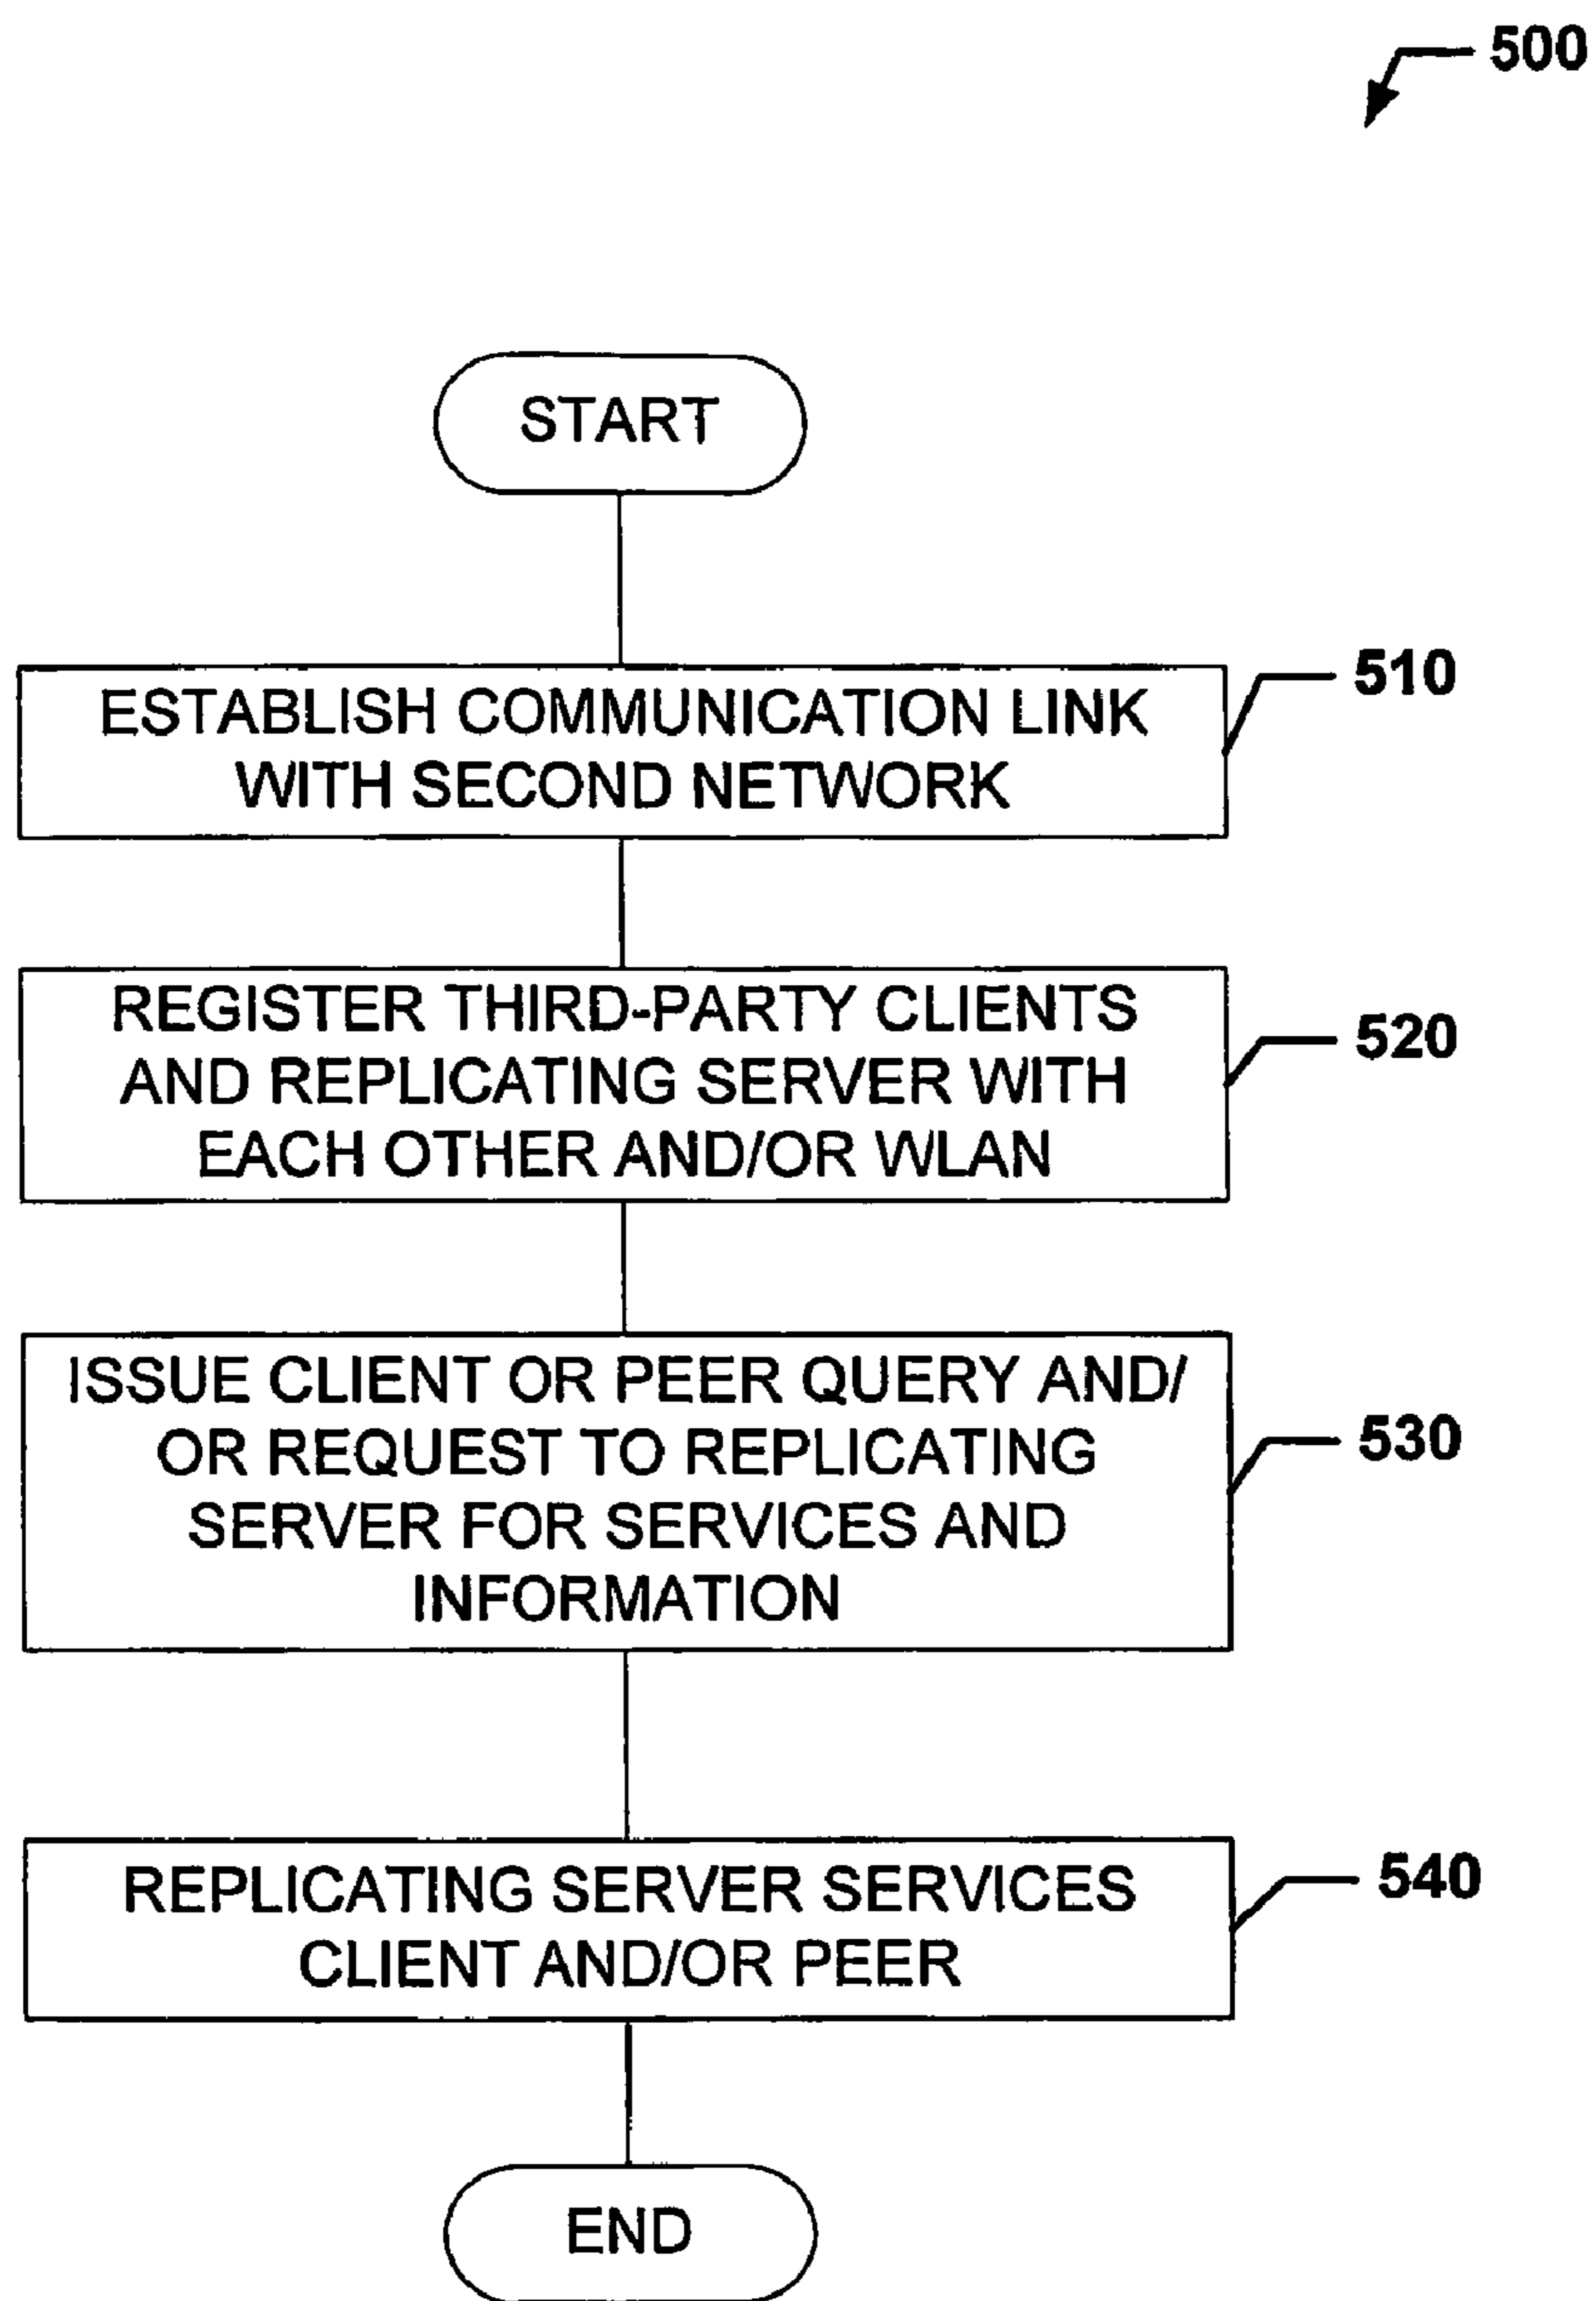 500
START
ESTABLISH COMMUNICATION LINK
WITH SECOND NETWORK
510
REGISTER THIRD-PARTY CLIENTS
AND REPLICATING SERVER WITH
EACH OTHER AND/OR WLAN
520
ISSUE CLIENT OR PEER QUERY AND/
OR REQUEST TO REPLICATING
SERVER FOR SERVICES AND
INFORMATION
530
REPLICATING SERVER SERVICES
CLIENT AND/OR PEER
540
END